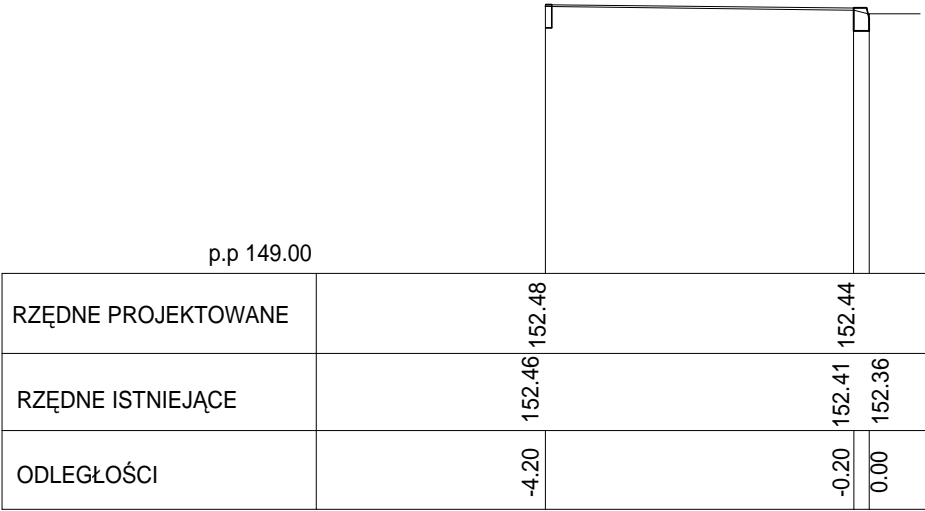 p.p 149.00
RZĘDNE PROJEKTOWANE 152.48 152.44
RZĘDNE ISTNIEJĄCE 152.46 152.41 152.36
ODLEGŁOŚCI -4.20 -0.20 0.00